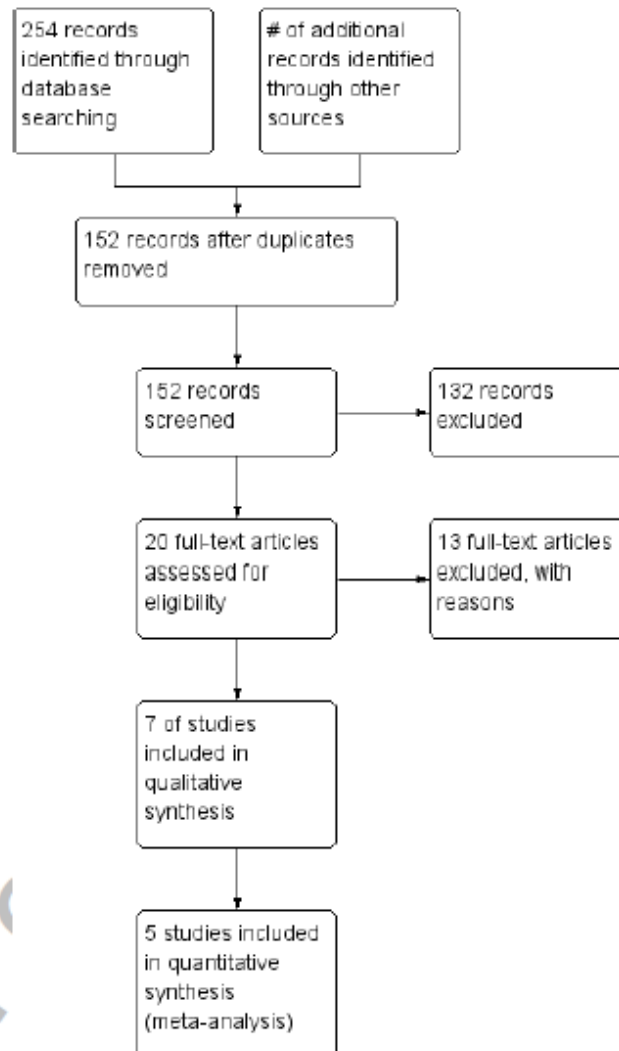 254 records
identified through
database
searching
# of additional
records identified
through other
sources
152 records after duplicates
removed
152 records
screened
132 records
excluded
20 full-text articles
assessed for
eligibility
13 full-text articles
excluded, with
reasons
7 of studies
included in
qualitative
synthesis
5 studies included
in quantitative
synthesis
(meta-analysis)